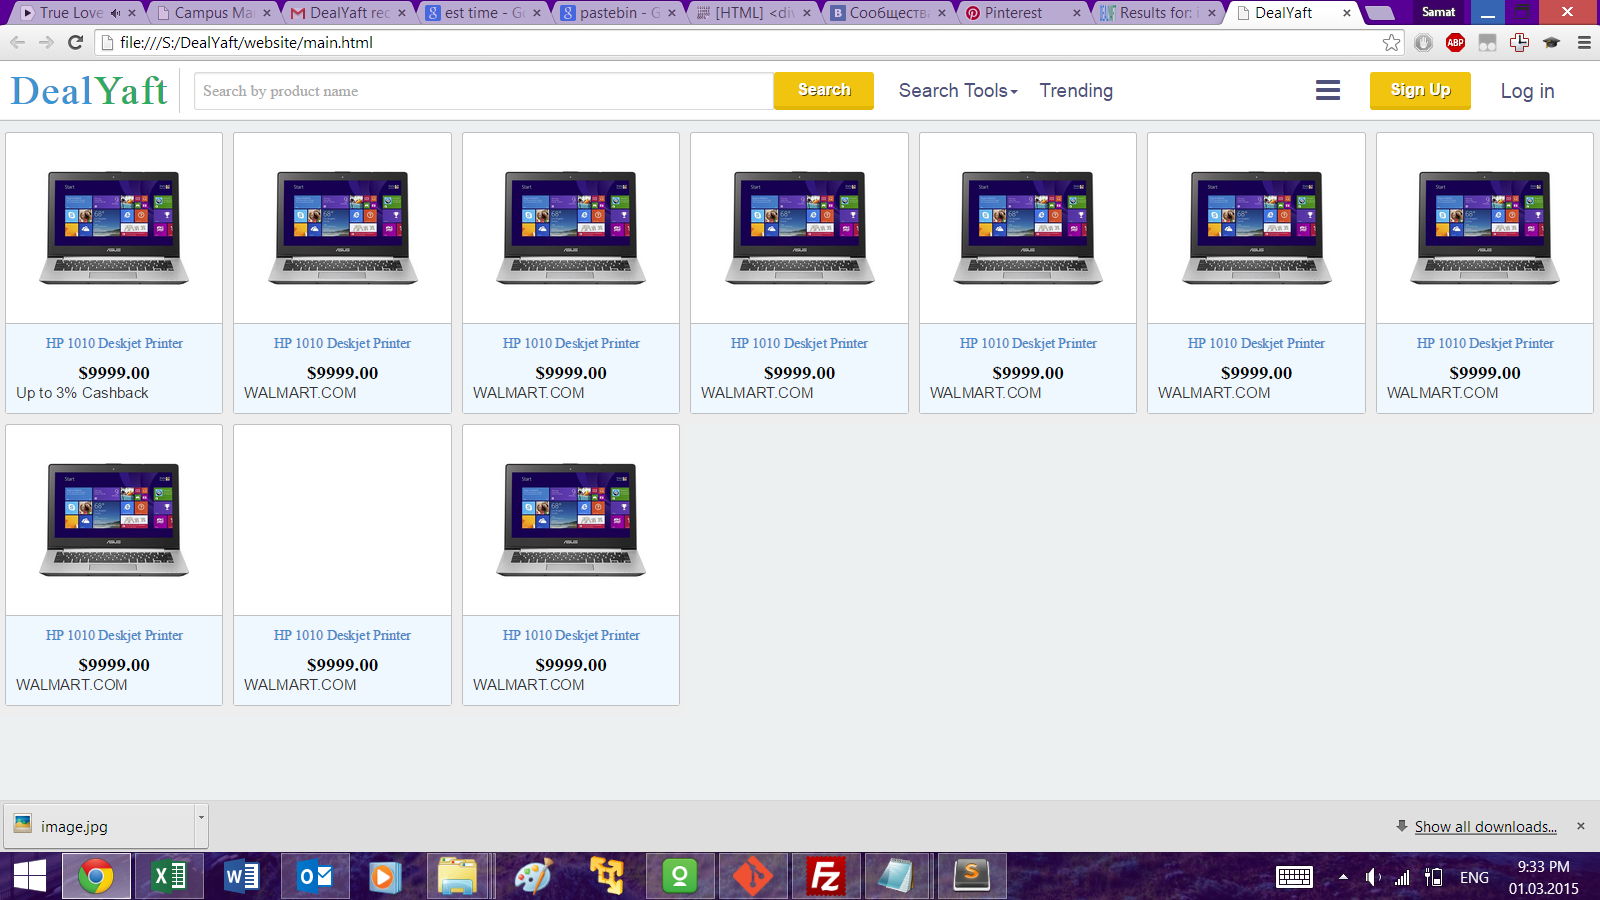 True Love
Campus Ma
DealYaft rec
est time - G
pastebin - G
[HTML] <div
Сообщества
Pinterest
Results for: i
DealYaft
Samat
file:///S:/DealYaft/website/main.html
ABP
DealYaft
Search by product name
Search
Search Tools
Trending
Sign Up
Log in
HP 1010 Deskjet Printer
$9999.00
Up to 3% Cashback
HP 1010 Deskjet Printer
$9999.00
WALMART.COM
HP 1010 Deskjet Printer
$9999.00
WALMART.COM
HP 1010 Deskjet Printer
$9999.00
WALMART.COM
HP 1010 Deskjet Printer
$9999.00
WALMART.COM
HP 1010 Deskjet Printer
$9999.00
WALMART.COM
HP 1010 Deskjet Printer
$9999.00
WALMART.COM
HP 1010 Deskjet Printer
$9999.00
WALMART.COM
HP 1010 Deskjet Printer
$9999.00
WALMART.COM
HP 1010 Deskjet Printer
$9999.00
WALMART.COM
image.jpg
Show all downloads...
ENG
9:33 PM
01.03.2015